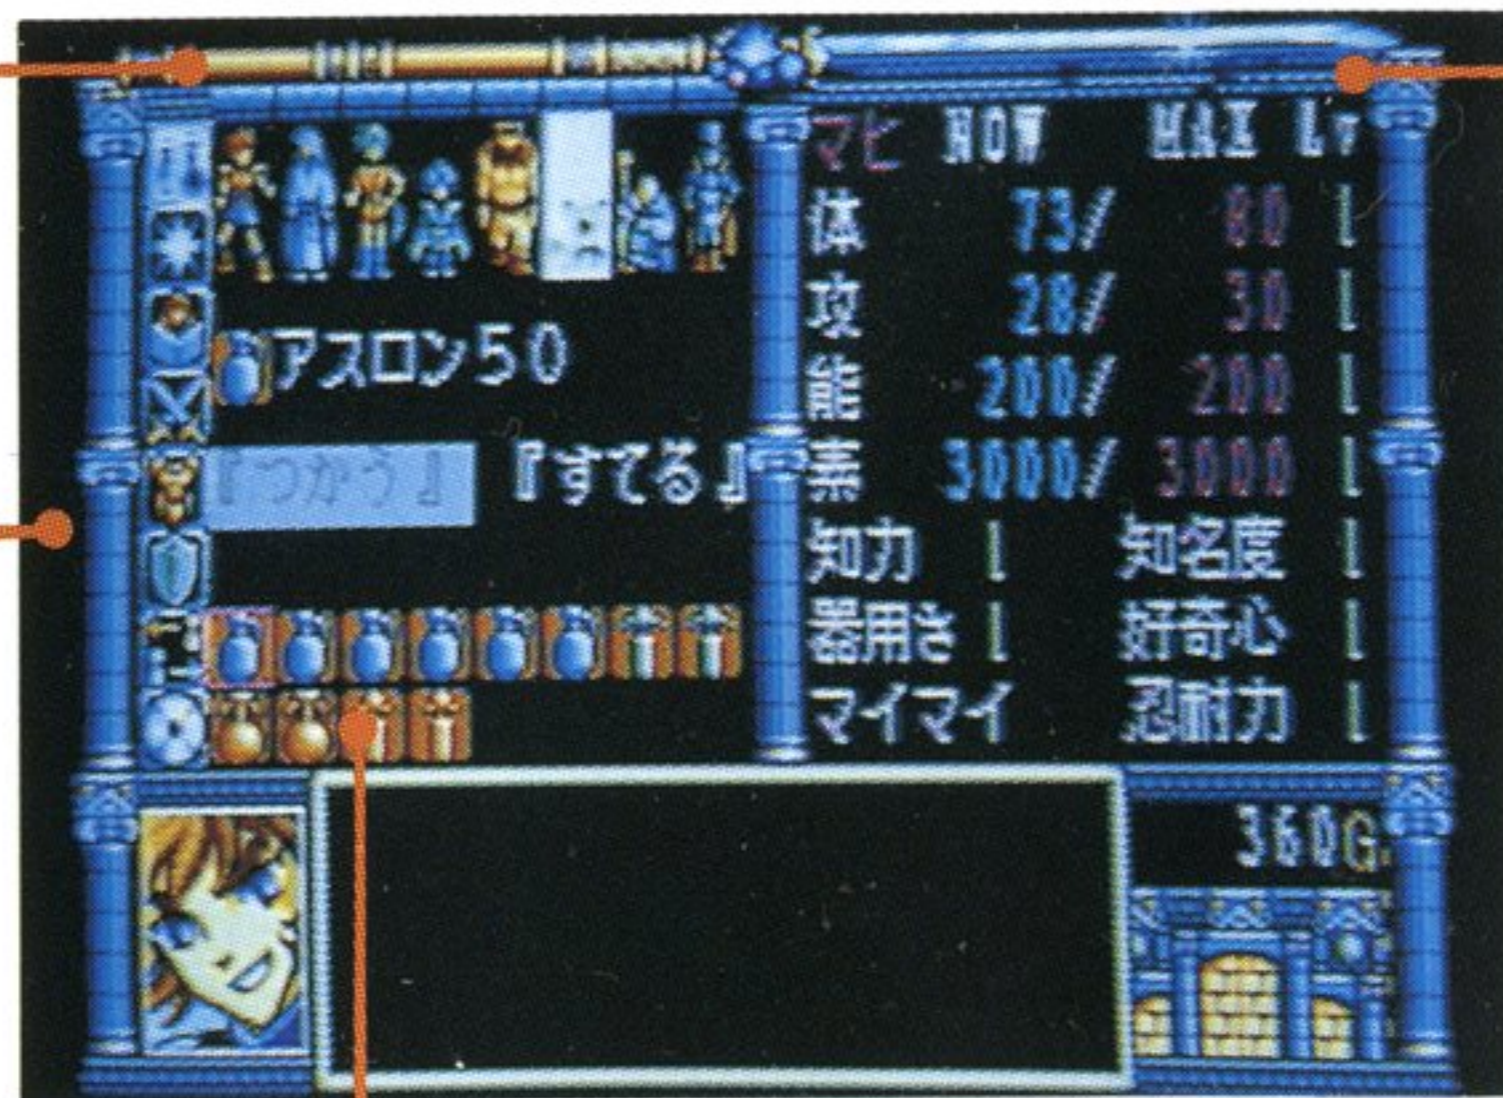 マヒ NOW MAX Lv
体 73/ 80 1
攻 28/ 30 1
能 200/ 200 1
素 3000/ 3000 1
知力 1 知名度 1
器用さ 1 好奇心 1
マイマイ 忍耐力 1
アスロン50
『つかう』 『すてる』
360G.